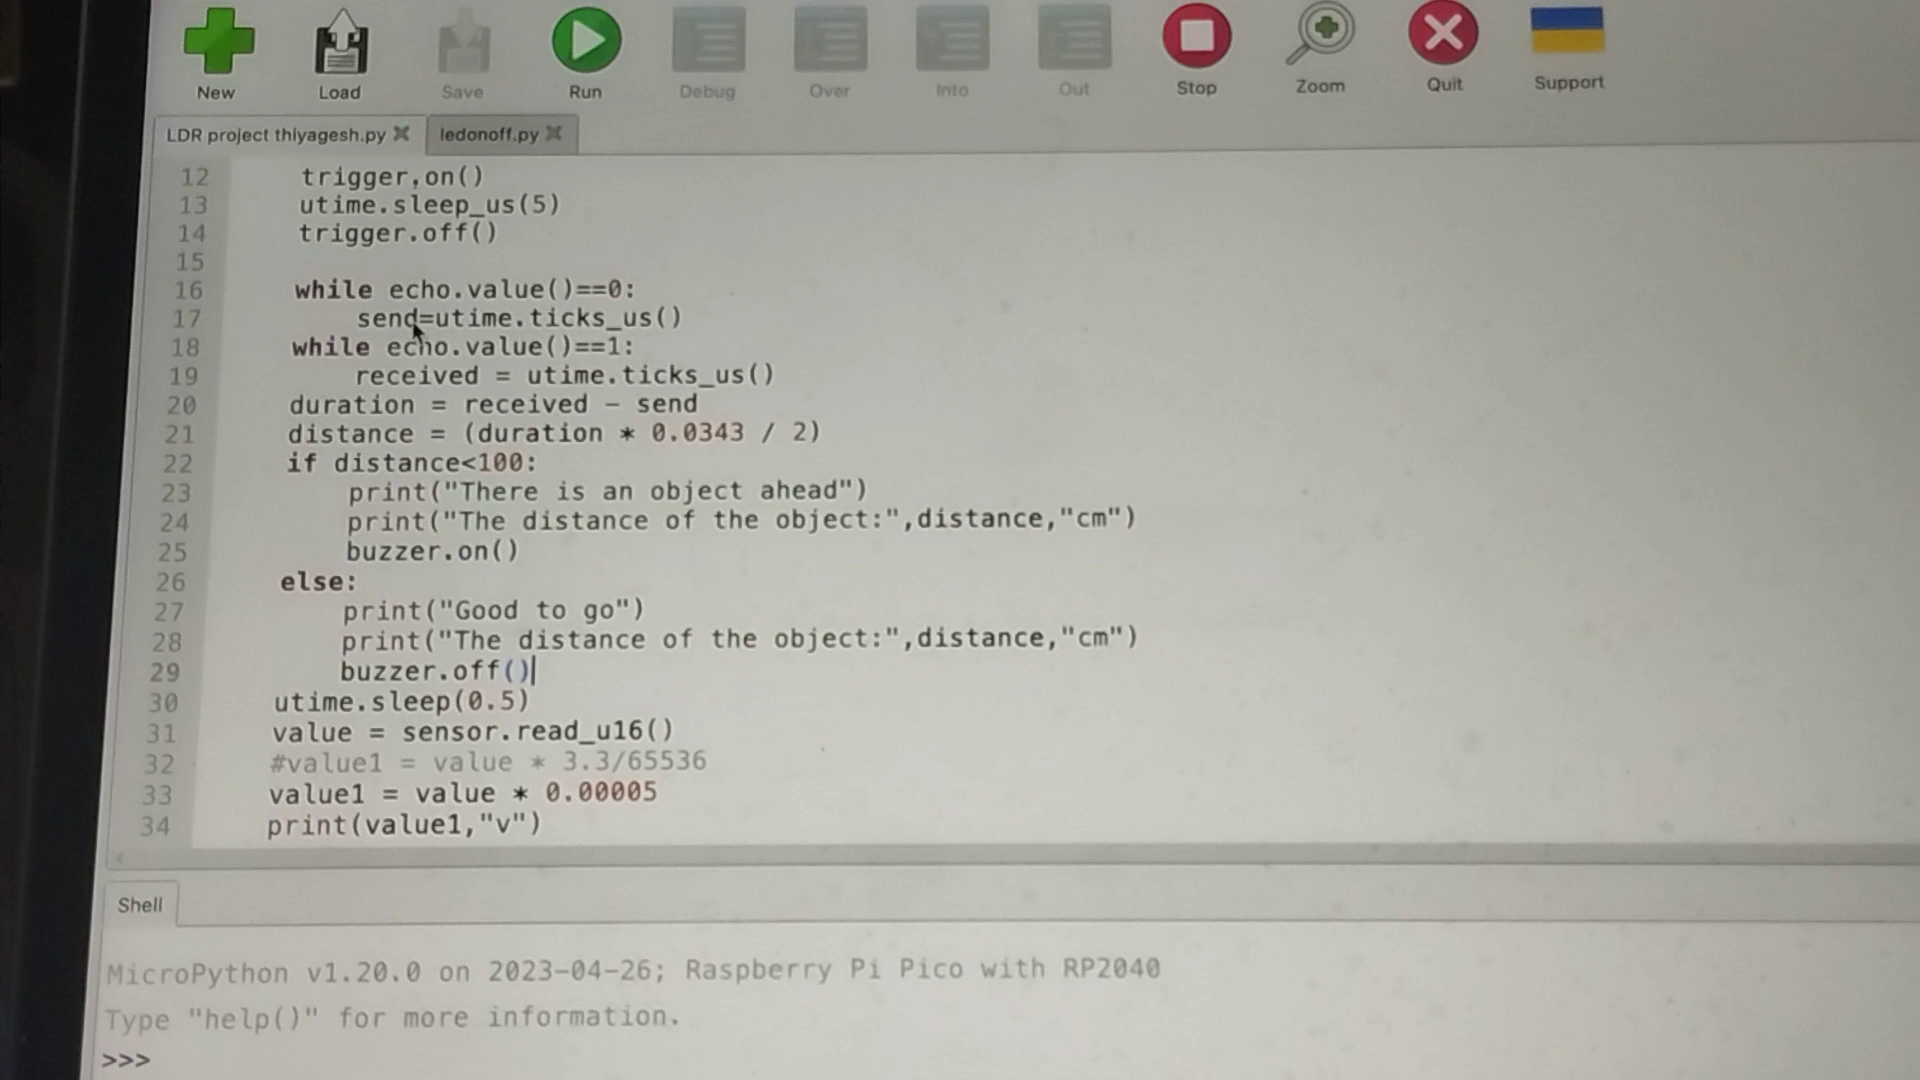 New Load Save Run Debug Over Into Out Stop Zoom Quit Support
LDR project thiyagesh.py ledonoff.py
12 trigger.on()
13 utime.sleep_us(5)
14 trigger.off()
15
16 while echo.value()==0:
17 send=utime.ticks_us()
18 while echo.value()==1:
19 received = utime.ticks_us()
20 duration = received - send
21 distance = (duration * 0.0343 / 2)
22 if distance<100:
23 print("There is an object ahead")
24 print("The distance of the object:",distance,"cm")
25 buzzer.on()
26 else:
27 print("Good to go")
28 print("The distance of the object:",distance,"cm")
29 buzzer.off()
30 utime.sleep(0.5)
31 value = sensor.read_u16()
32 #value1 = value * 3.3/65536
33 value1 = value * 0.00005
34 print(value1,"v")
Shell
MicroPython v1.20.0 on 2023-04-26; Raspberry Pi Pico with RP2040
Type "help()" for more information.
>>>